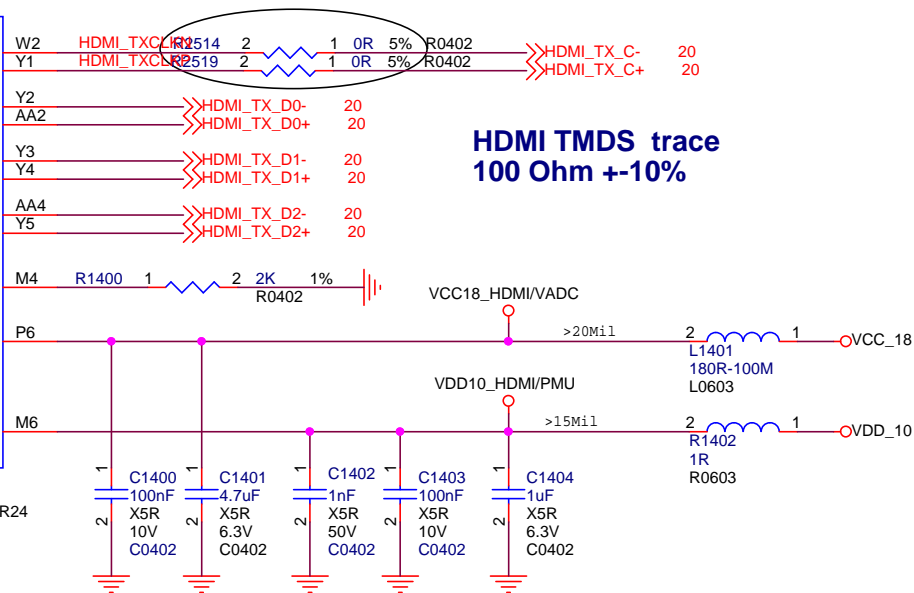 W2 HDMI_TXCLKN R2514 2 1 0R 5% R0402 HDMI_TX_C- 20
Y1 HDMI_TXCLKP R2519 2 1 0R 5% R0402 HDMI_TX_C+ 20
Y2 HDMI_TX_D0- 20
AA2 HDMI_TX_D0+ 20
HDMI TMDS trace
100 Ohm +-10%
Y3 HDMI_TX_D1- 20
Y4 HDMI_TX_D1+ 20
AA4 HDMI_TX_D2- 20
Y5 HDMI_TX_D2+ 20
M4 R1400 1 2 2K 1%
R0402
VCC18_HDMI/VADC
P6 >20Mil 2 1 VCC_18
L1401
180R-100M
L0603
VDD10_HDMI/PMU
M6 >15Mil 2 1 VDD_10
R1402
1R
R0603
1
C1400
100nF
X5R
10V
C0402
2
1
C1401
4.7uF
X5R
6.3V
C0402
2
1
C1402
1nF
X5R
50V
C0402
2
1
C1403
100nF
X5R
10V
C0402
2
1
C1404
1uF
X5R
6.3V
C0402
2
R24